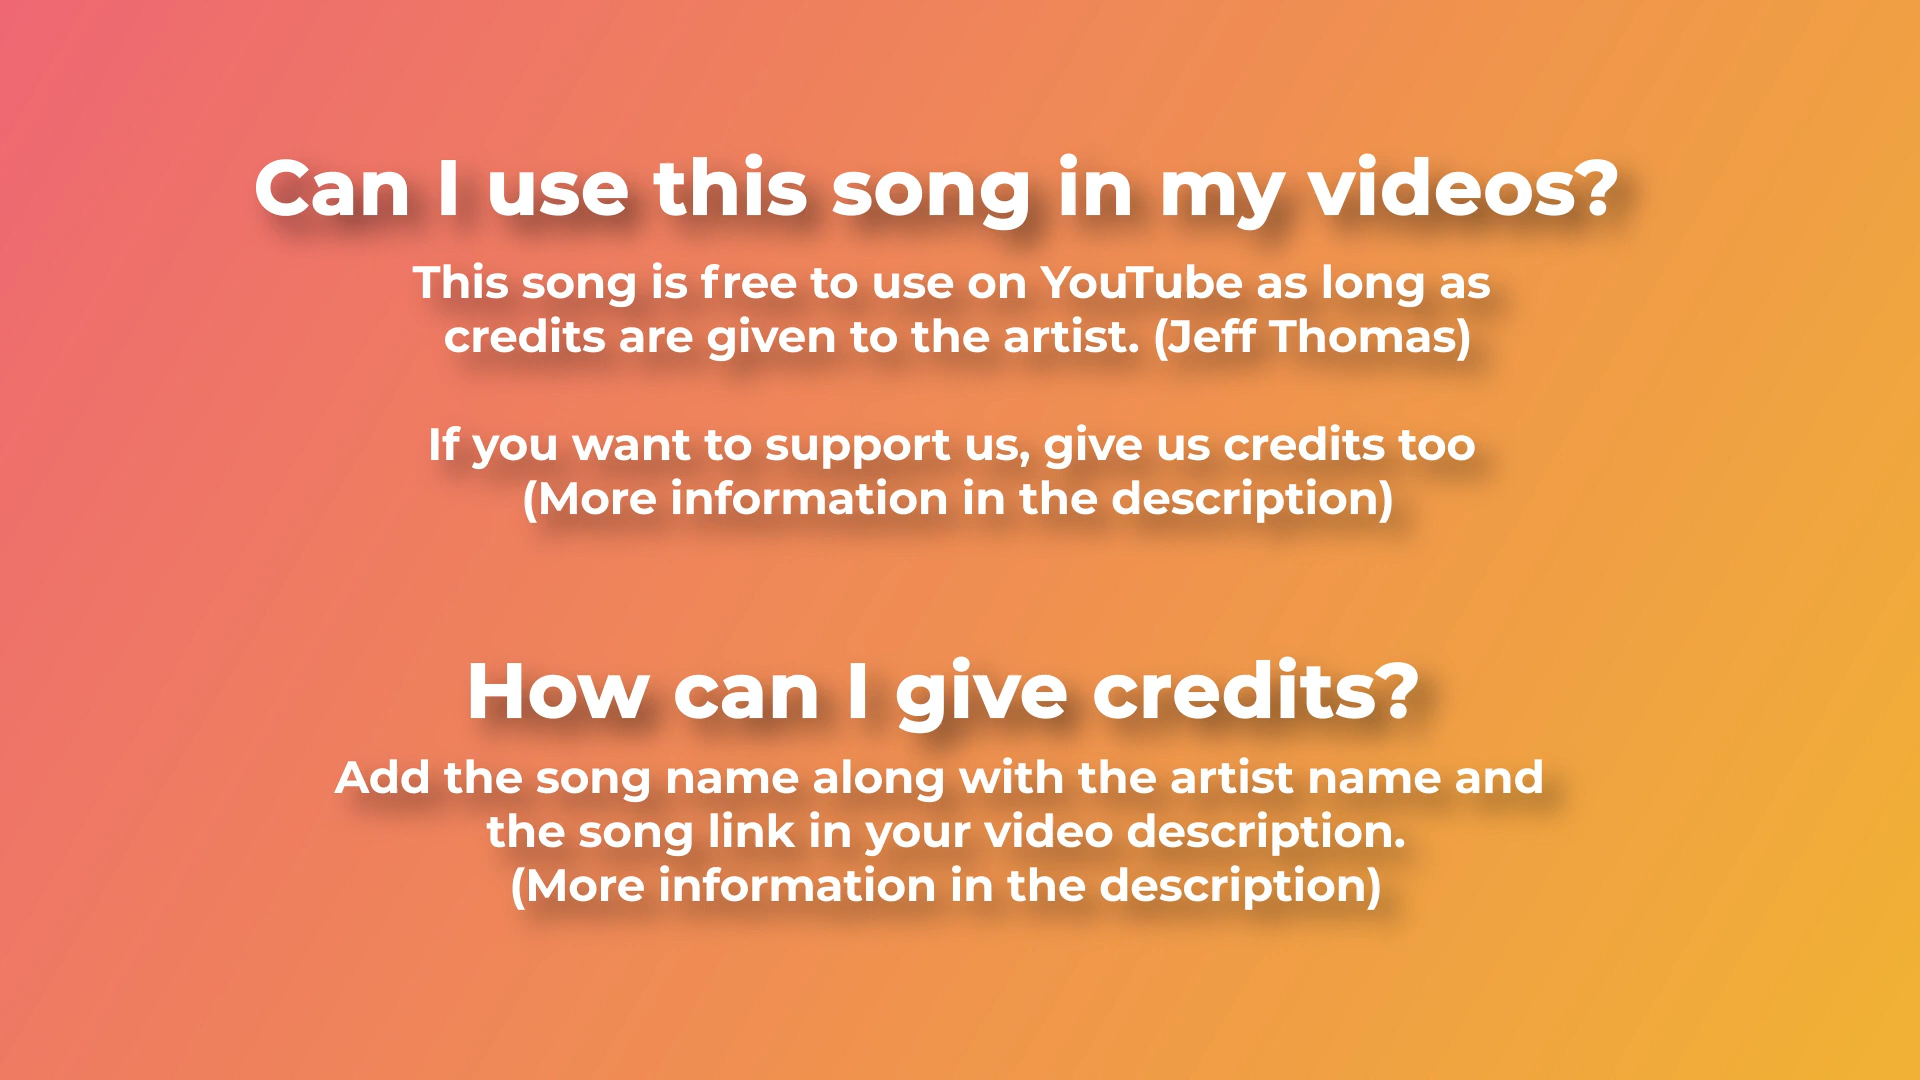 Can I use this song in my videos?
This song is free to use on YouTube as long as
credits are given to the artist. (Jeff Thomas)
If you want to support us, give us credits too
(More information in the description)
How can I give credits?
Add the song name along with the artist name and
the song link in your video description.
(More information in the description)